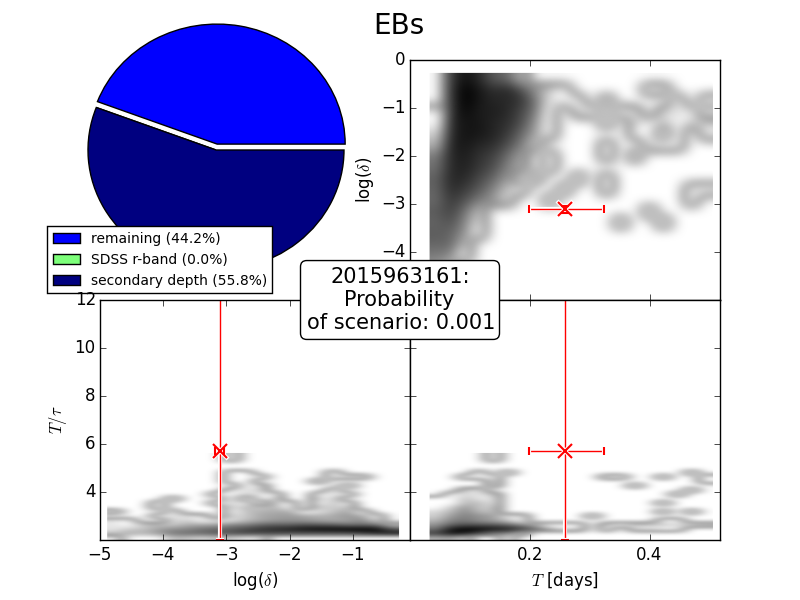 EBs
remaining (44.2%)
SDSS r-band (0.0%)
secondary depth (55.8%)
0
−1
−2
−3
−4
log(δ)
2015963161:
Probability
of scenario: 0.001
12
10
8
6
4
T/τ
−5 −4 −3 −2 −1
log(δ)
0.2 0.4
T [days]